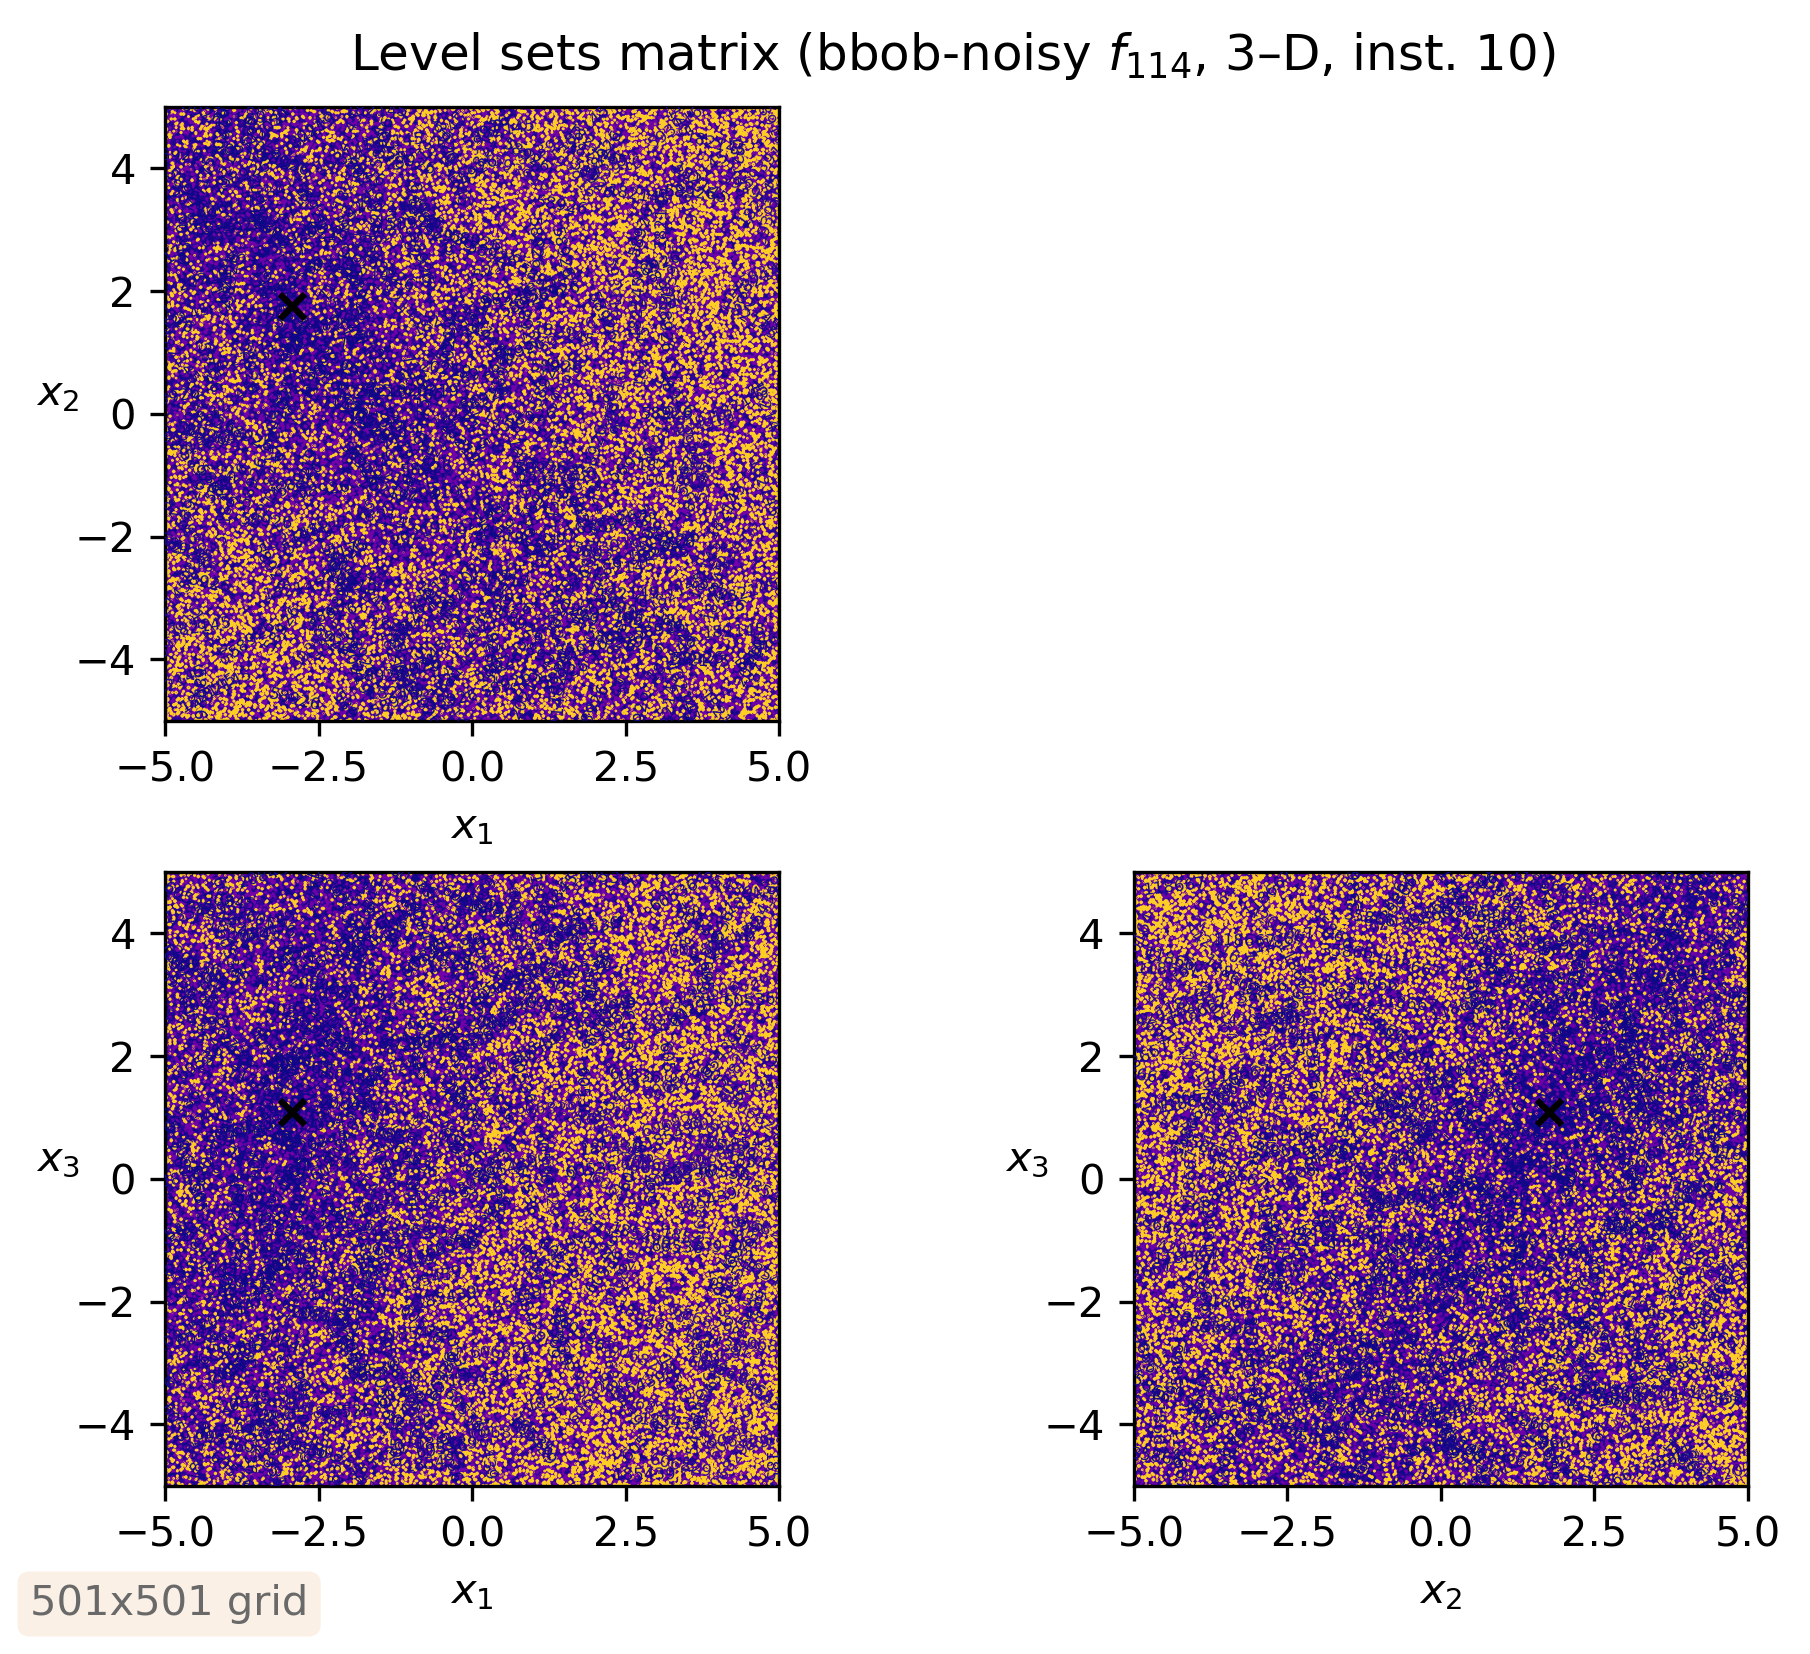 Level sets matrix (bbob-noisy f₁₁₄, 3–D, inst. 10)
4
2
x₂ 0
−2
−4
−5.0 −2.5 0.0 2.5 5.0
x₁
4 4
2 2
x₃ 0 x₃ 0
−2 −2
−4 −4
−5.0 −2.5 0.0 2.5 5.0 −5.0 −2.5 0.0 2.5 5.0
501x501 grid x₁ x₂